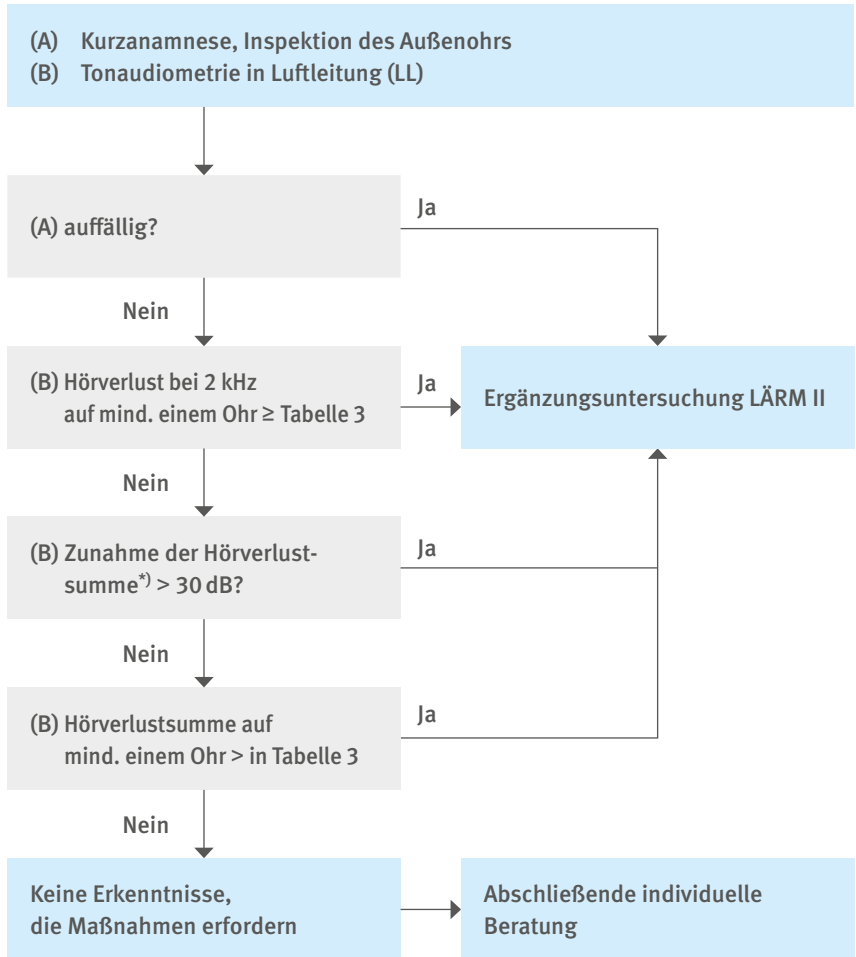 (A) Kurzanamnese, Inspektion des Außenohrs
(B) Tonaudiometrie in Luftleitung (LL)
(A) auffällig?
Ja
Nein
(B) Hörverlust bei 2 kHz
auf mind. einem Ohr ≥ Tabelle 3
Ja
Ergänzungsuntersuchung LÄRM II
Nein
(B) Zunahme der Hörverlust-
summe*) > 30 dB?
Ja
Nein
(B) Hörverlustsumme auf
mind. einem Ohr > in Tabelle 3
Ja
Nein
Keine Erkenntnisse,
die Maßnahmen erfordern
Abschließende individuelle
Beratung